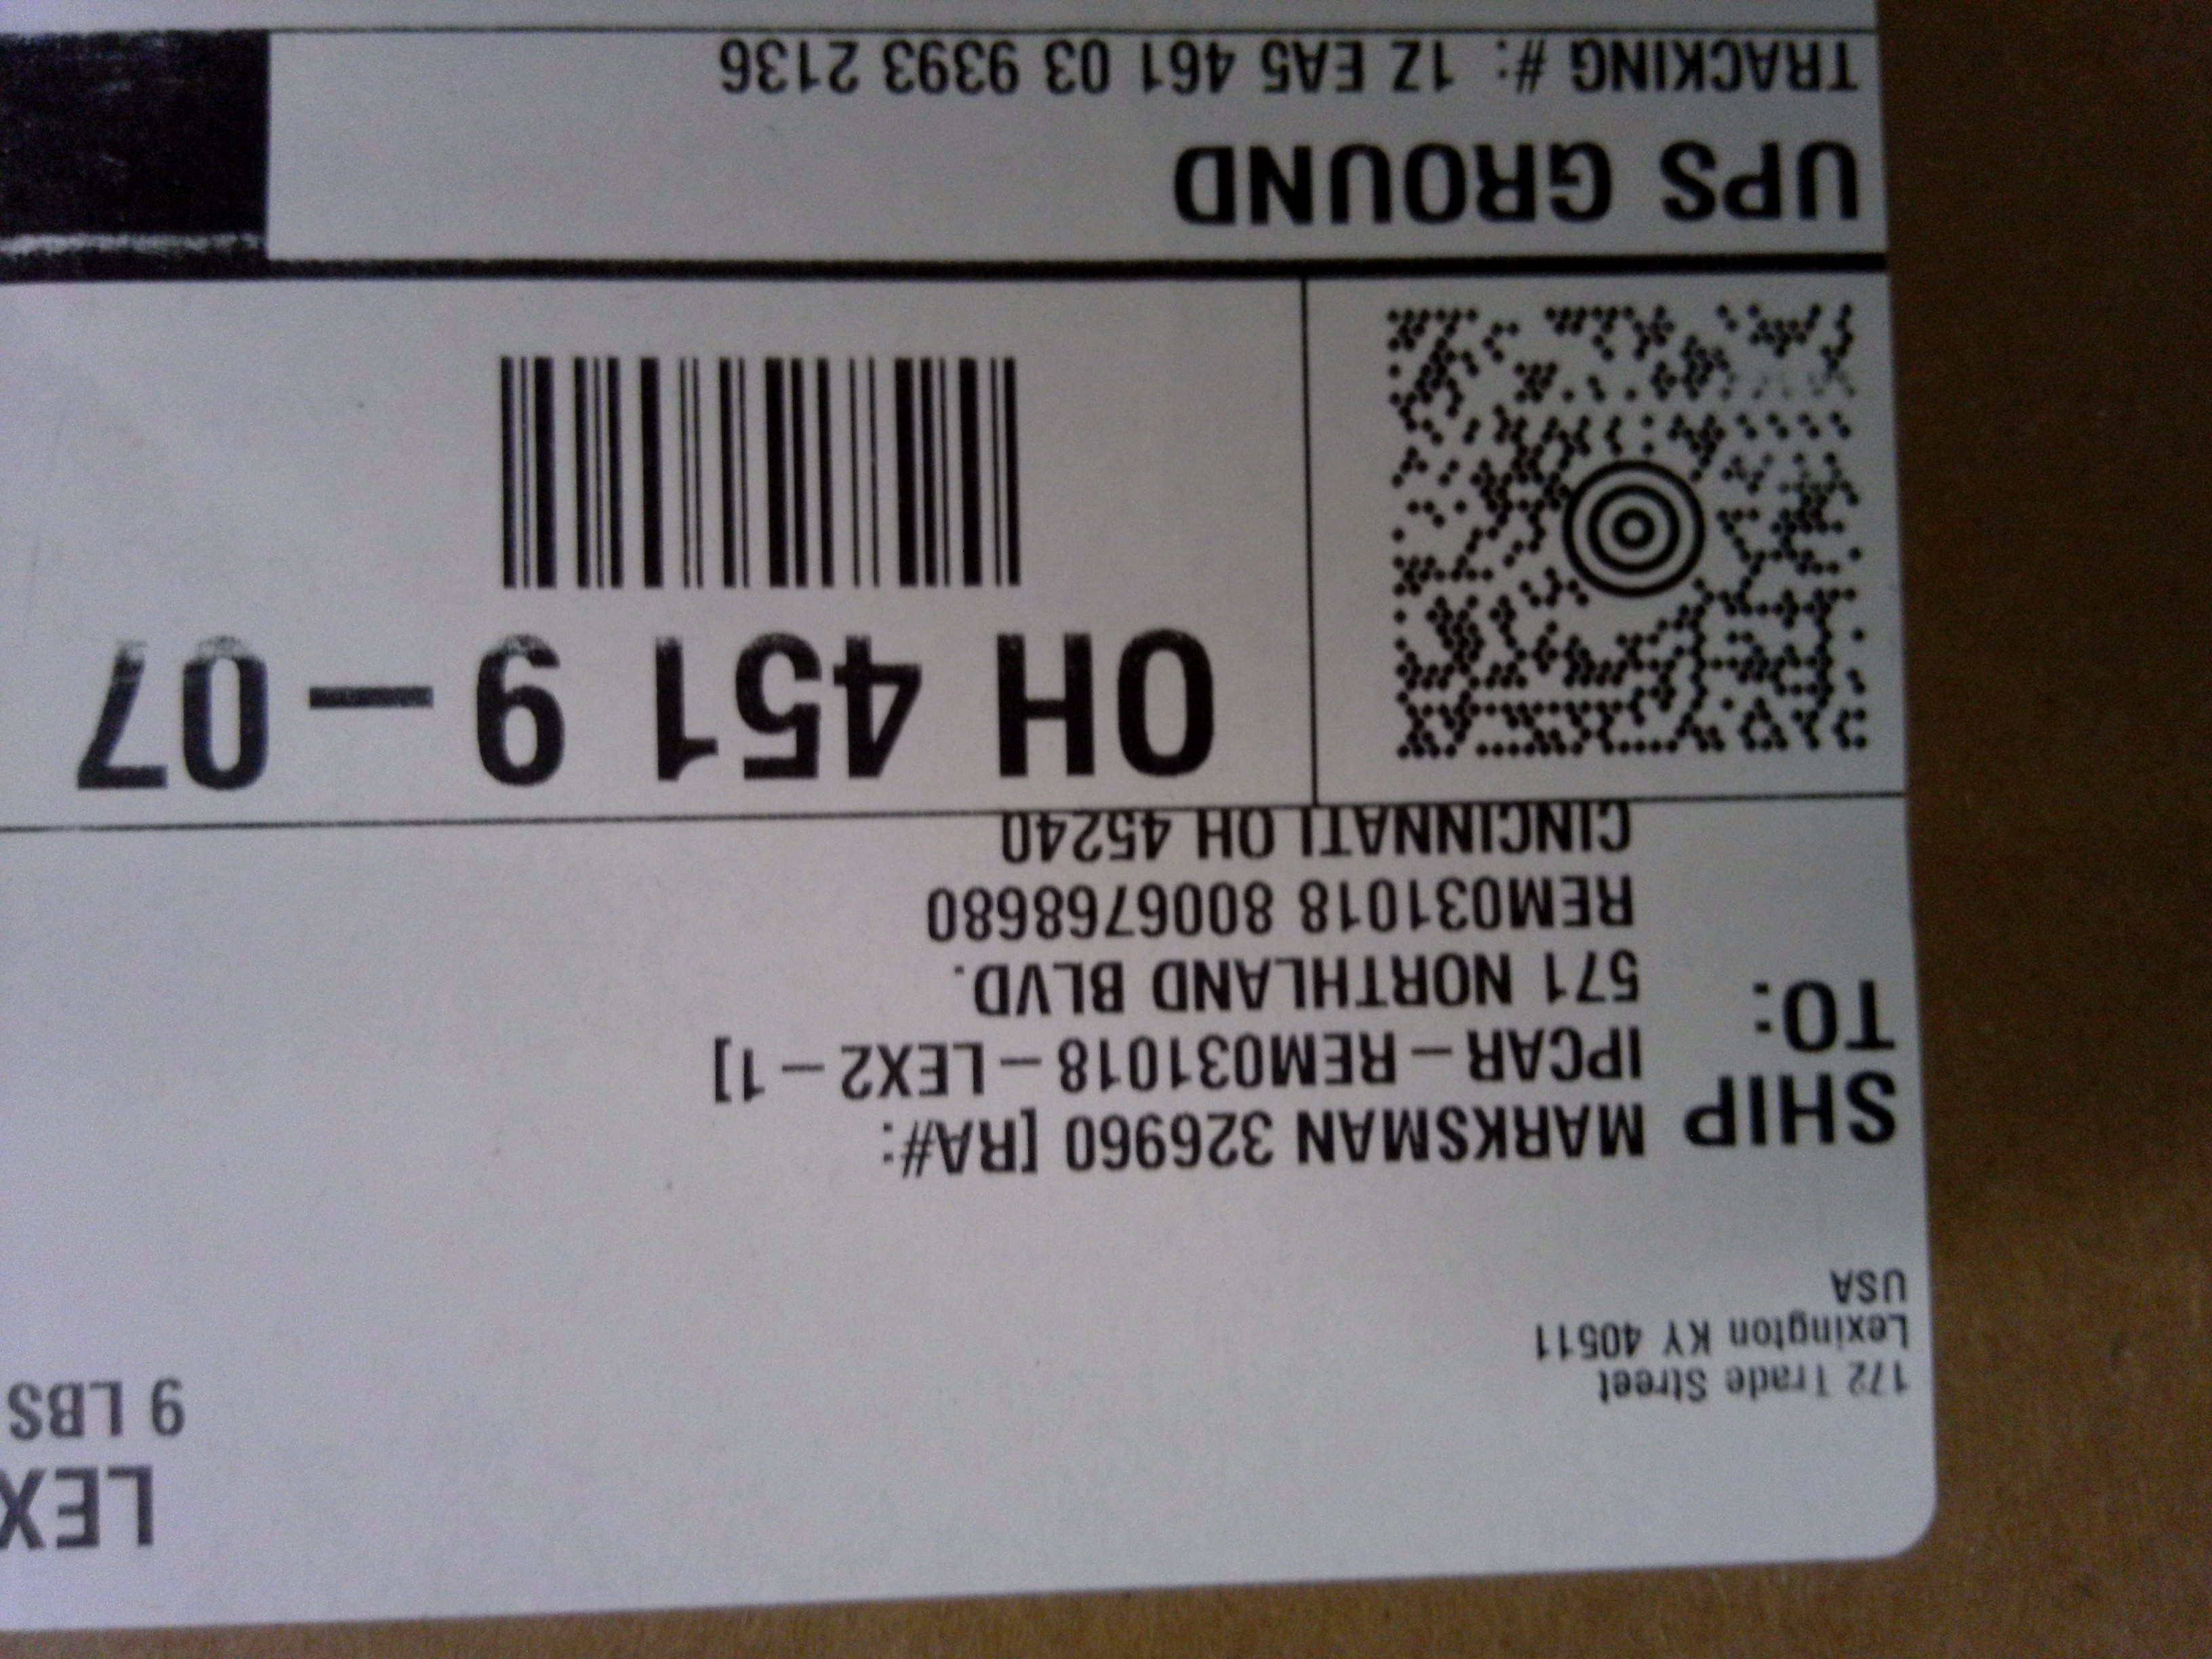 LEX
9 LBS
172 Trade Street
Lexington KY 40511
USA
SHIP TO:
MARKSMAN 326960 [RA#:
IPCAR-REM031018-LEX2-1]
571 NORTHLAND BLVD.
REM031018 8006768680
CINCINNATI OH 45240
OH 451 9-07
UPS GROUND
TRACKING #: 1Z EA5 461 03 9393 2136